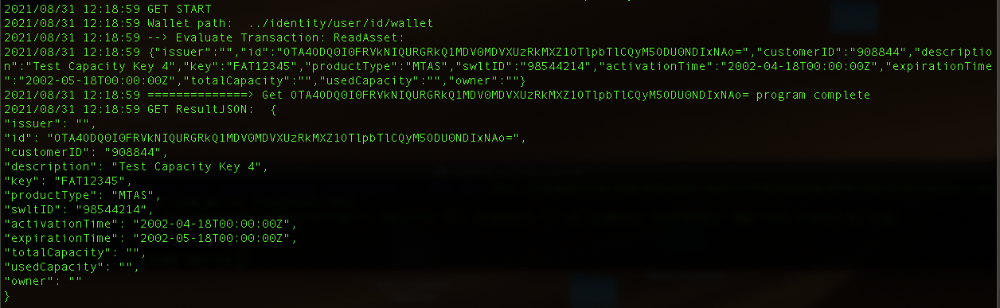 2021/08/31 12:18:59 GET START
2021/08/31 12:18:59 Wallet path:  ../identity/user/id/wallet
2021/08/31 12:18:59 --> Evaluate Transaction: ReadAsset:
2021/08/31 12:18:59 {"issuer":"","id":"OTA4ODQ0I0FRVkNIQURGRkQ1MDV0MDVXUzRkMXZ1OTlpbTlCQyM5ODU0NDIxNAo=","customerID":"908844","descriptio
n":"Test Capacity Key 4","key":"FAT12345","productType":"MTAS","swltID":"98544214","activationTime":"2002-04-18T00:00:00Z","expirationTime
":"2002-05-18T00:00:00Z","totalCapacity":"","usedCapacity":"","owner":""}
2021/08/31 12:18:59 ==============> Get OTA4ODQ0I0FRVkNIQURGRkQ1MDV0MDVXUzRkMXZ1OTlpbTlCQyM5ODU0NDIxNAo= program complete
2021/08/31 12:18:59 GET ResultJSON:  {
"issuer": "",
"id": "OTA4ODQ0I0FRVkNIQURGRkQ1MDV0MDVXUzRkMXZ1OTlpbTlCQyM5ODU0NDIxNAo=",
"customerID": "908844",
"description": "Test Capacity Key 4",
"key": "FAT12345",
"productType": "MTAS",
"swltID": "98544214",
"activationTime": "2002-04-18T00:00:00Z",
"expirationTime": "2002-05-18T00:00:00Z",
"totalCapacity": "",
"usedCapacity": "",
"owner": ""
}